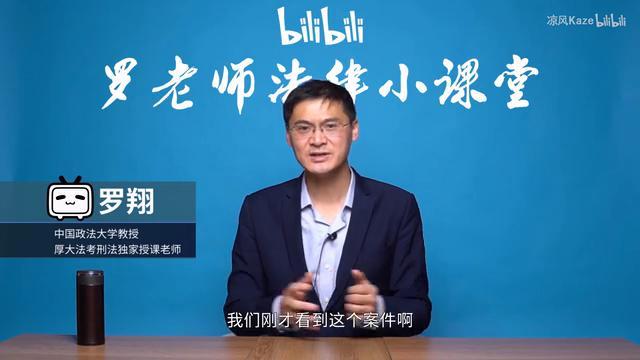 凉风Kaze bilibili
bilibili
罗老师法律小课堂
罗翔
中国政法大学教授
厚大法考刑法独家授课老师
我们刚才看到这个案件啊